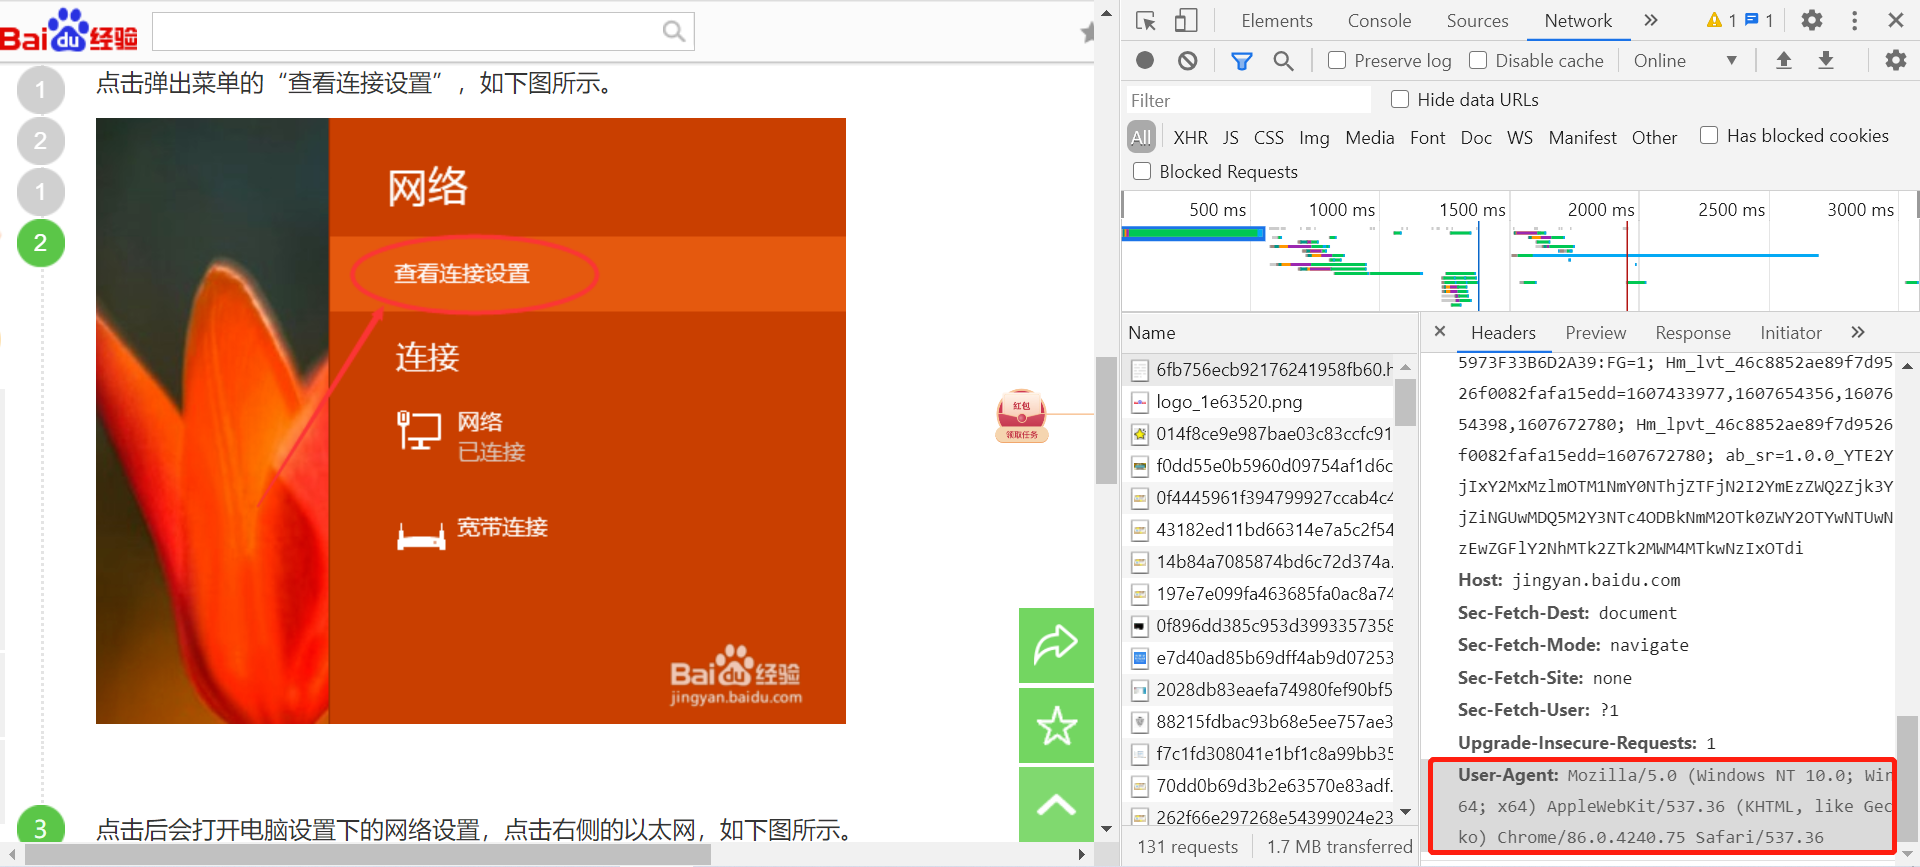 Bai du 经验
1
点击弹出菜单的“查看连接设置”，如下图所示。
2
1
2
网络
查看连接设置
连接
网络
已连接
宽带连接
Bai du 经验
jingyan.baidu.com
红包
领取任务
3
点击后会打开电脑设置下的网络设置，点击右侧的以太网，如下图所示。
Elements Console Sources Network » 1 1
Preserve log Disable cache Online
Filter Hide data URLs
All XHR JS CSS Img Media Font Doc WS Manifest Other Has blocked cookies
Blocked Requests
500 ms 1000 ms 1500 ms 2000 ms 2500 ms 3000 ms
Name
6fb756ecb92176241958fb60.h
logo_1e63520.png
014f8ce9e987bae03c83ccfc91
f0dd55e0b5960d09754af1d6c
0f4445961f394799927ccab4c4
43182ed11bd66314e7a5c2f54
14b84a7085874bd6c72d374a.
197e7e099fa463685fa0ac8a74
0f896dd385c953d3993357358
e7d40ad85b69dff4ab9d07253
2028db83eaefa74980fef90bf5
88215fdbac93b68e5ee757ae3
f7c1fd308041e1bf1c8a99bb35
70dd0b69d3b2e63570e83adf.
262f66e297268e54399024e23
131 requests 1.7 MB transferred
Headers Preview Response Initiator »
5973F33B6D2A39:FG=1; Hm_lvt_46c8852ae89f7d95
26f0082fafa15edd=1607433977,1607654356,16076
54398,1607672780; Hm_lpvt_46c8852ae89f7d9526
f0082fafa15edd=1607672780; ab_sr=1.0.0_YTE2Y
jIxY2MxMzlmOTM1NmY0NThjZTFjN2I2YmEzZWQ2Zjk3Y
jZiNGUwMDQ5M2Y3NTc4ODBkNmM2OTk0ZWY2OTYwNTUwN
zEwZGFlY2NhMTk2ZTk2MWM4MTkwNzIxOTdi
Host: jingyan.baidu.com
Sec-Fetch-Dest: document
Sec-Fetch-Mode: navigate
Sec-Fetch-Site: none
Sec-Fetch-User: ?1
Upgrade-Insecure-Requests: 1
User-Agent: Mozilla/5.0 (Windows NT 10.0; Win
64; x64) AppleWebKit/537.36 (KHTML, like Gec
ko) Chrome/86.0.4240.75 Safari/537.36